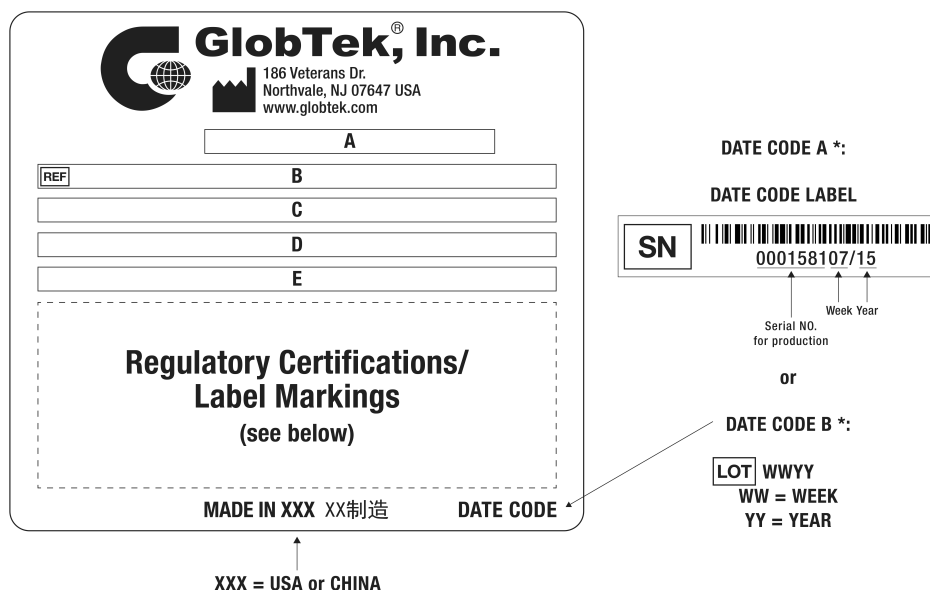 GlobTek,® Inc.
186 Veterans Dr.
Northvale, NJ 07647 USA
www.globtek.com
A
REF B
C
D
E
Regulatory Certifications/
Label Markings
(see below)
MADE IN XXX XX制造 DATE CODE
XXX = USA or CHINA
DATE CODE A *:
DATE CODE LABEL
SN
000158107/15
Week Year
Serial NO.
for production
or
DATE CODE B *:
LOT WWYY
WW = WEEK
YY = YEAR